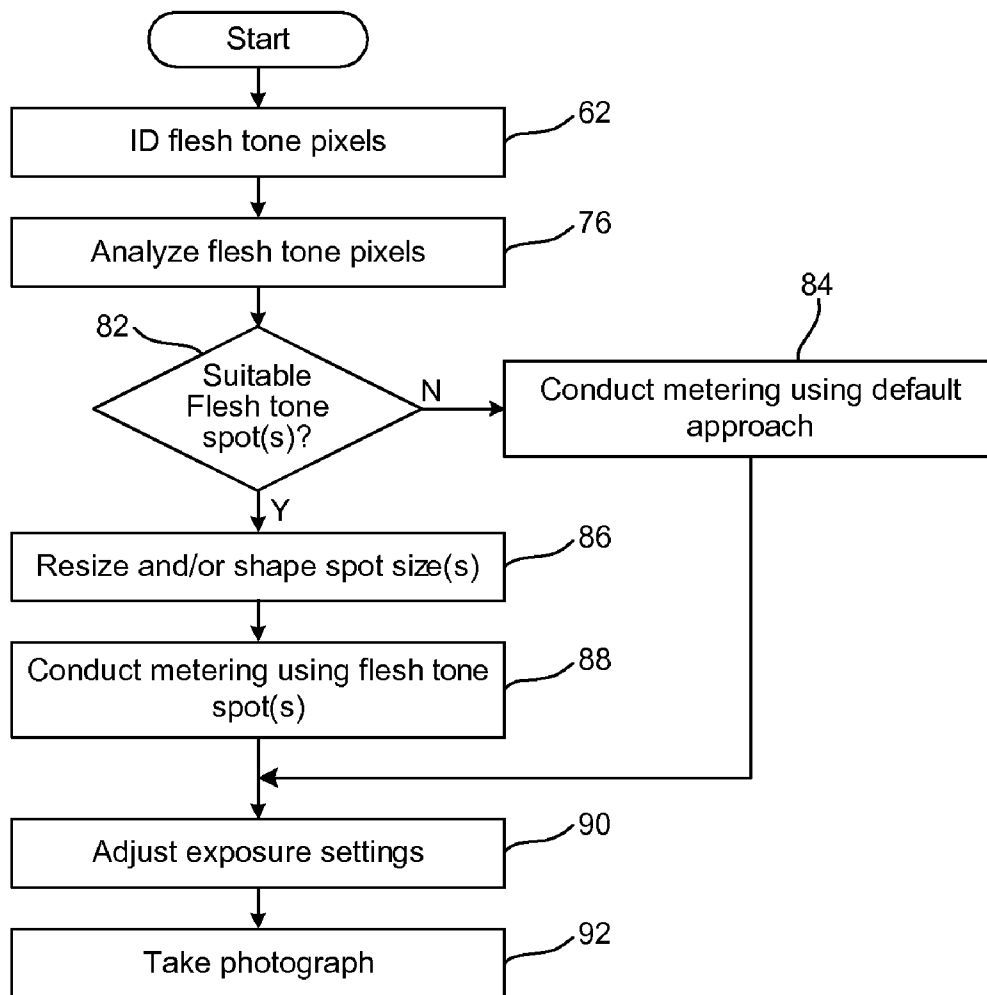 Start
62
ID flesh tone pixels
76
Analyze flesh tone pixels
84
82
Suitable
Flesh tone
spot(s)?
N
Conduct metering using default
approach
Y
86
Resize and/or shape spot size(s)
88
Conduct metering using flesh tone
spot(s)
90
Adjust exposure settings
92
Take photograph